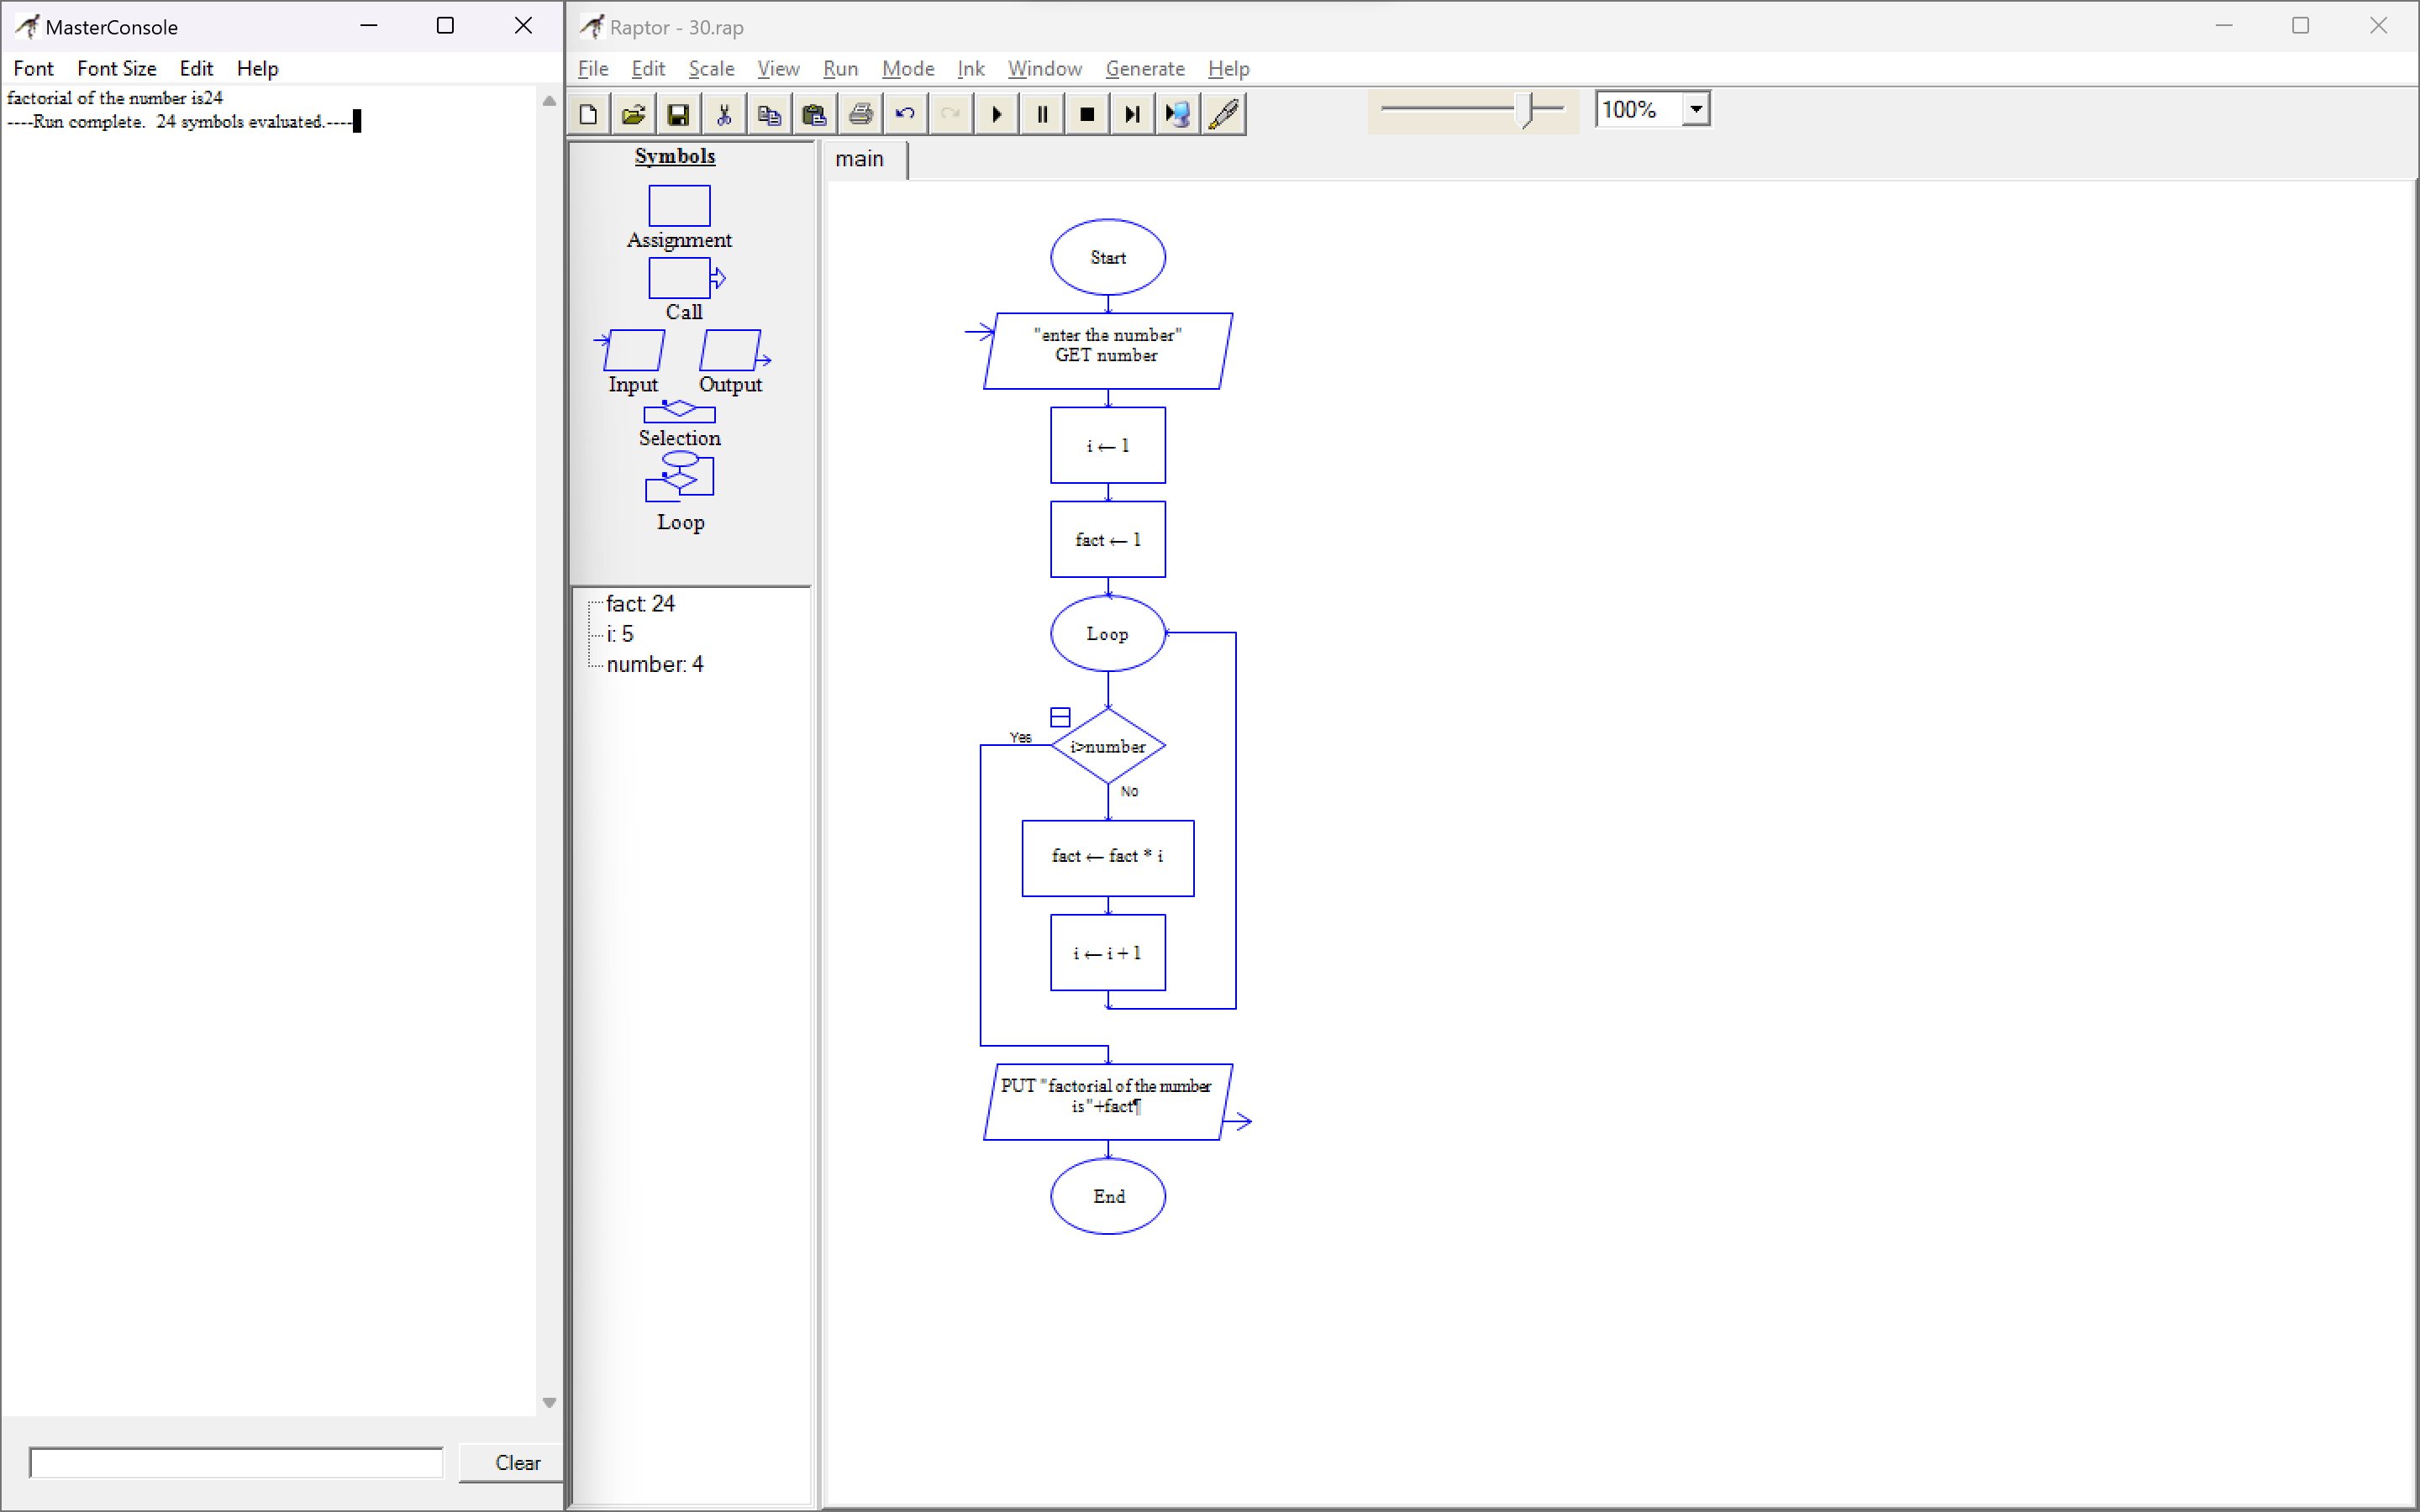 MasterConsole
Font Font Size Edit Help
factorial of the number is24
----Run complete.  24 symbols evaluated.----
Clear
Raptor - 30.rap
File Edit Scale View Run Mode Ink Window Generate Help
100%
Symbols
Assignment
Call
Input Output
Selection
Loop
fact: 24
i: 5
number: 4
main
Start
"enter the number"
GET number
i ← 1
fact ← 1
Loop
Yes
i>number
No
fact ← fact * i
i ← i + 1
PUT "factorial of the number
is"+fact¶
End